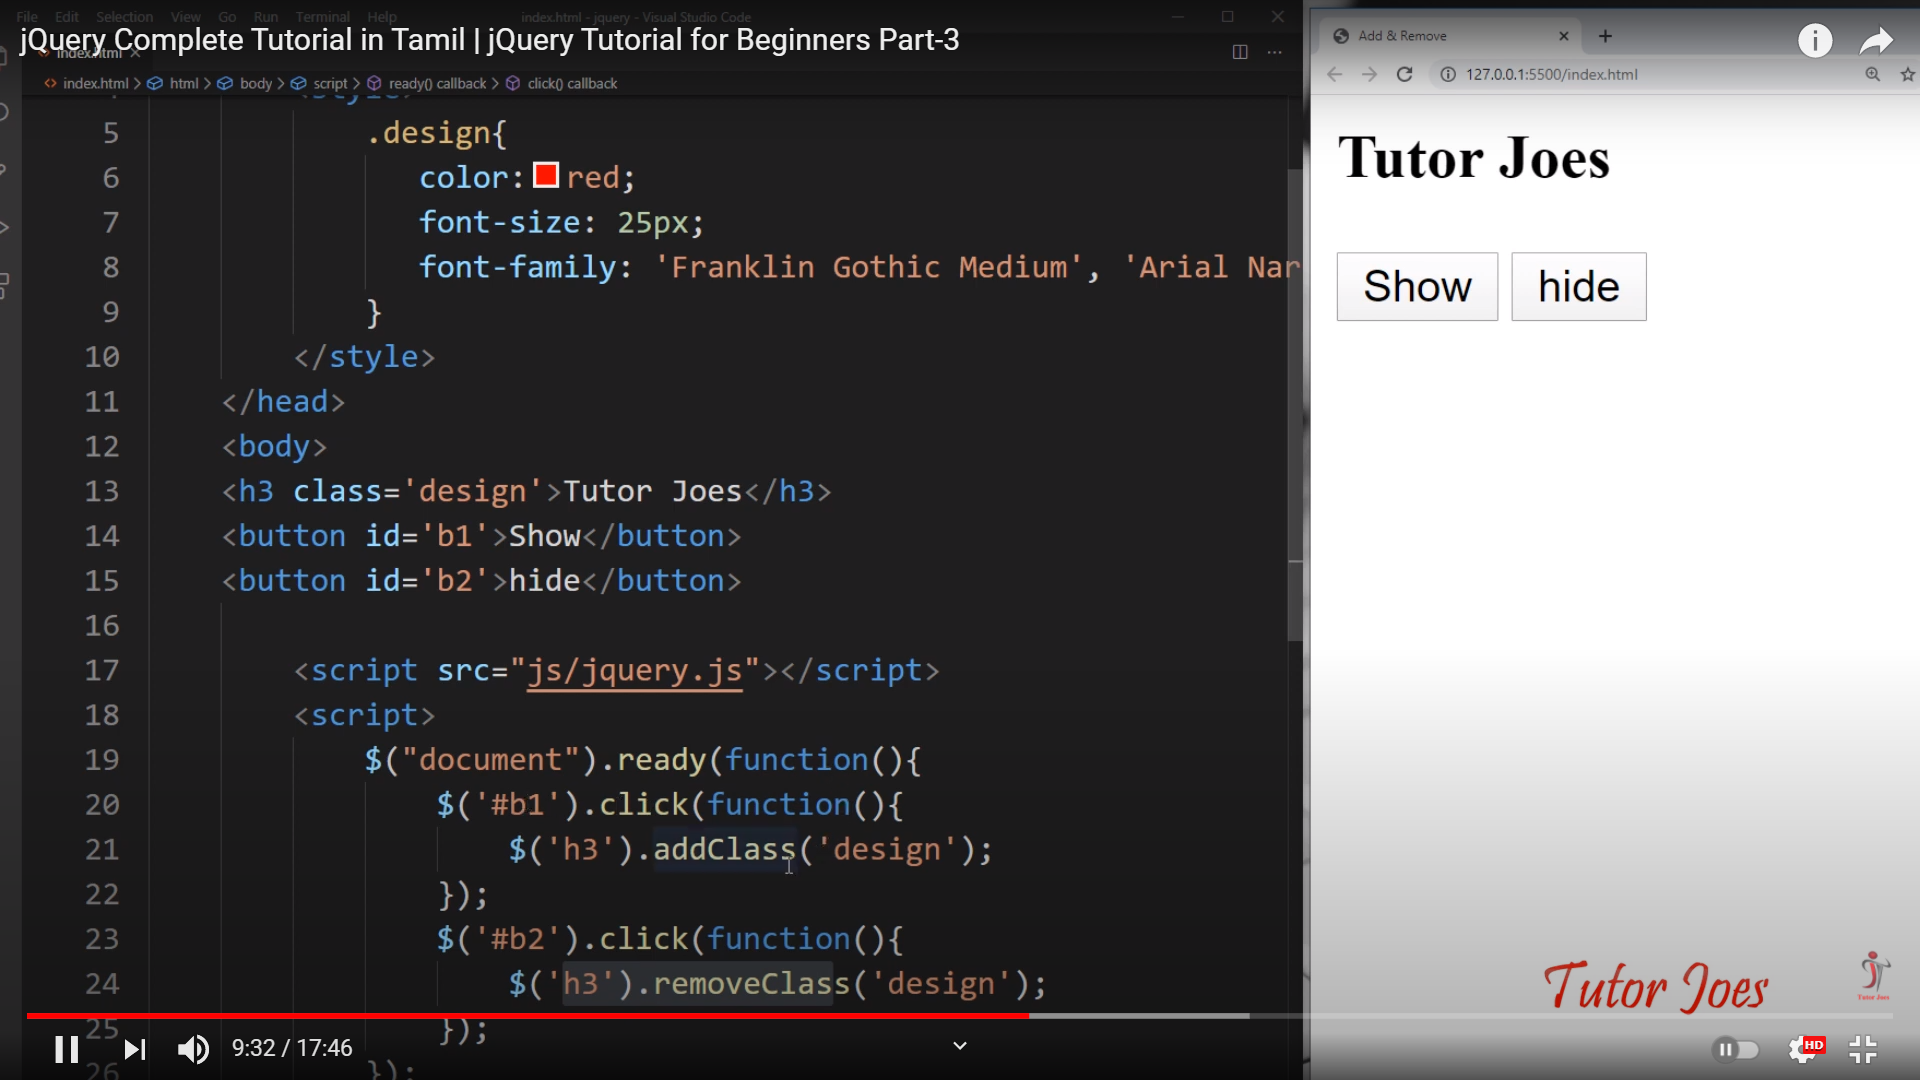 File Edit Selection View Go Run Terminal Help
index.html - jquery - Visual Studio Code
jQuery Complete Tutorial in Tamil | jQuery Tutorial for Beginners Part-3
index.html
index.html > html > body > script > ready() callback > click() callback
5 .design{
6 color: red;
7 font-size: 25px;
8 font-family: 'Franklin Gothic Medium', 'Arial Nar
9 }
10 </style>
11 </head>
12 <body>
13 <h3 class='design'>Tutor Joes</h3>
14 <button id='b1'>Show</button>
15 <button id='b2'>hide</button>
16
17 <script src="js/jquery.js"></script>
18 <script>
19 $("document").ready(function(){
20 $('#b1').click(function(){
21 $('h3').addClass('design');
22 });
23 $('#b2').click(function(){
24 $('h3').removeClass('design');
25 });
26 });
9:32 / 17:46
Add & Remove
127.0.0.1:5500/index.html
Tutor Joes
Show hide
Tutor Joes
Tutor Joes
HD